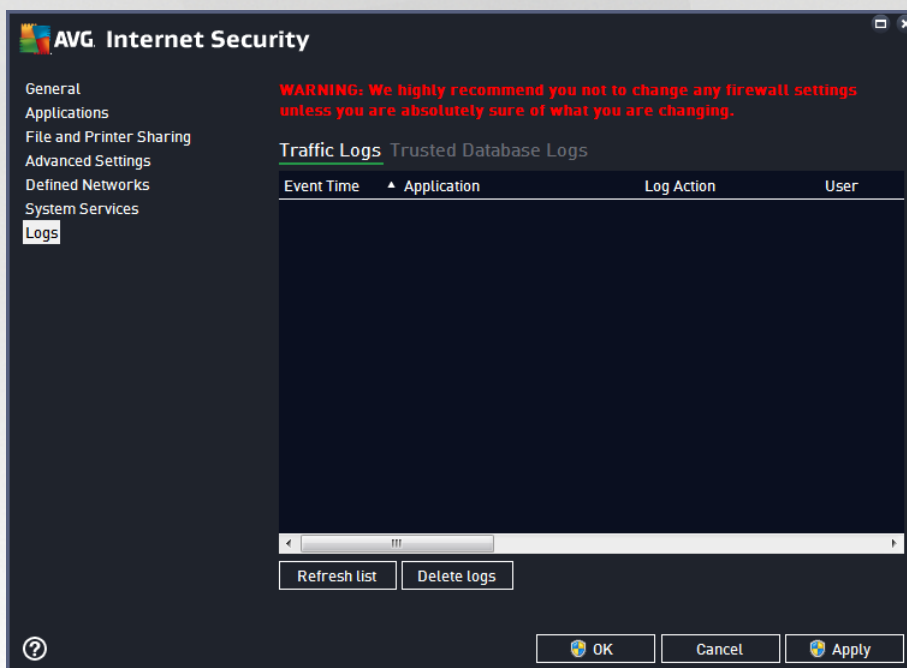 AVG. Internet Security
General
Applications
File and Printer Sharing
Advanced Settings
Defined Networks
System Services
Logs
WARNING: We highly recommend you not to change any firewall settings
unless you are absolutely sure of what you are changing.
Traffic Logs Trusted Database Logs
Event Time Application Log Action User
Refresh list Delete logs
OK Cancel Apply